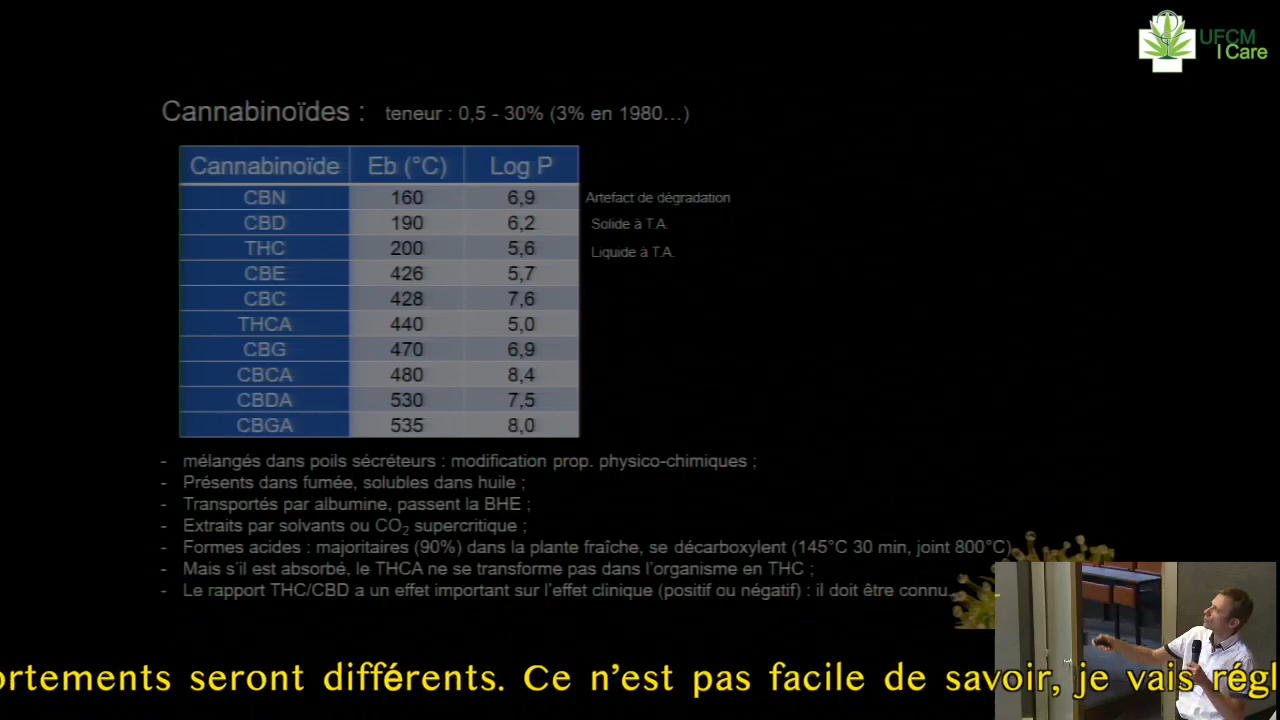 UFCM
I Care
Cannabinoïdes : teneur : 0,5 - 30% (3% en 1980…)
Cannabinoïde Eb (°C) Log P
CBN 160 6,9 Artefact de dégradation
CBD 190 6,2 Solide à T.A.
THC 200 5,6 Liquide à T.A.
CBE 426 5,7
CBC 428 7,6
THCA 440 5,0
CBG 470 6,9
CBCA 480 8,4
CBDA 530 7,5
CBGA 535 8,0
- mélangés dans poils sécréteurs : modification prop. physico-chimiques ;
- Présents dans fumée, solubles dans huile ;
- Transportés par albumine, passent la BHE ;
- Extraits par solvants ou CO₂ supercritique ;
- Formes acides : majoritaires (90%) dans la plante fraîche, se décarboxylent (145°C 30 min, joint 800°C)
- Mais s’il est absorbé, le THCA ne se transforme pas dans l’organisme en THC ;
- Le rapport THC/CBD a un effet important sur l’effet clinique (positif ou négatif) : il doit être connu.
ortements seront différents. Ce n’est pas facile de savoir, je vais régl